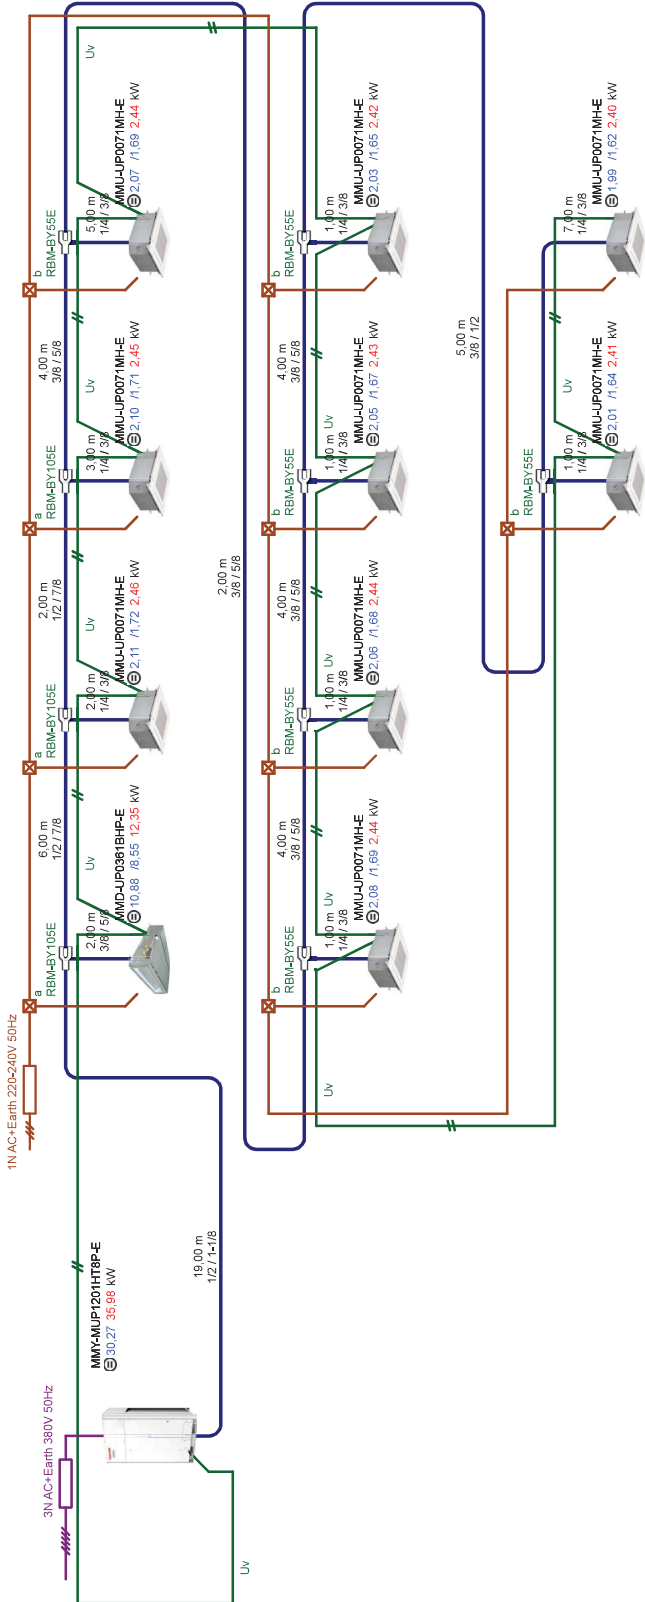 3N AC+Earth 380V 50Hz
MMY-MUP1201HT8P-E
30,27 35,98 kW
Uv
19,00 m
1/2 / 1-1/8
1N AC+Earth 220-240V 50Hz
a
RBM-BY105E
2,00 m
3/8 / 5/8
MMD-UP0361BHP-E
10,88 /8,55 12,35 kW
Uv
6,00 m
1/2 / 7/8
a
RBM-BY105E
2,00 m
1/4 / 3/8
MMU-UP0071MH-E
2,11 /1,72 2,46 kW
Uv
2,00 m
1/2 / 7/8
a
RBM-BY105E
3,00 m
1/4 / 3/8
MMU-UP0071MH-E
2,10 /1,71 2,45 kW
Uv
4,00 m
3/8 / 5/8
b
RBM-BY55E
5,00 m
1/4 / 3/8
MMU-UP0071MH-E
2,07 /1,69 2,44 kW
Uv
2,00 m
3/8 / 5/8
b
RBM-BY55E
1,00 m
1/4 / 3/8
MMU-UP0071MH-E
2,08 /1,69 2,44 kW
Uv
Uv
4,00 m
3/8 / 5/8
b
RBM-BY55E
1,00 m
1/4 / 3/8
MMU-UP0071MH-E
2,06 /1,68 2,44 kW
Uv
4,00 m
3/8 / 5/8
b
RBM-BY55E
1,00 m
1/4 / 3/8
MMU-UP0071MH-E
2,05 /1,67 2,43 kW
Uv
4,00 m
3/8 / 5/8
b
RBM-BY55E
1,00 m
1/4 / 3/8
MMU-UP0071MH-E
2,03 /1,65 2,42 kW
5,00 m
3/8 / 1/2
b
RBM-BY55E
1,00 m
1/4 / 3/8
MMU-UP0071MH-E
2,01 /1,64 2,41 kW
Uv
7,00 m
1/4 / 3/8
MMU-UP0071MH-E
1,99 /1,62 2,40 kW